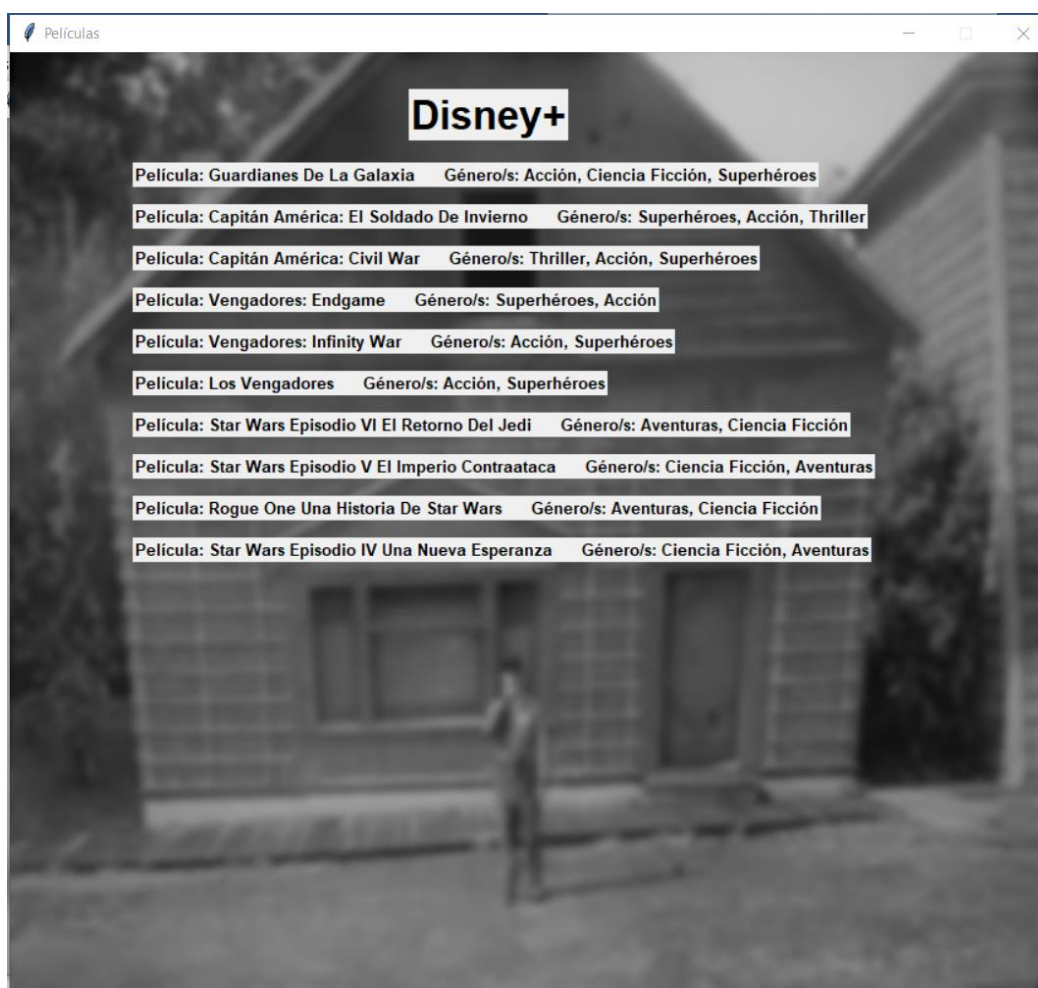 Películas
Disney+
Película: Guardianes De La Galaxia Género/s: Acción, Ciencia Ficción, Superhéroes
Película: Capitán América: El Soldado De Invierno Género/s: Superhéroes, Acción, Thriller
Película: Capitán América: Civil War Género/s: Thriller, Acción, Superhéroes
Película: Vengadores: Endgame Género/s: Superhéroes, Acción
Película: Vengadores: Infinity War Género/s: Acción, Superhéroes
Película: Los Vengadores Género/s: Acción, Superhéroes
Película: Star Wars Episodio VI El Retorno Del Jedi Género/s: Aventuras, Ciencia Ficción
Película: Star Wars Episodio V El Imperio Contraataca Género/s: Ciencia Ficción, Aventuras
Película: Rogue One Una Historia De Star Wars Género/s: Aventuras, Ciencia Ficción
Película: Star Wars Episodio IV Una Nueva Esperanza Género/s: Ciencia Ficción, Aventuras